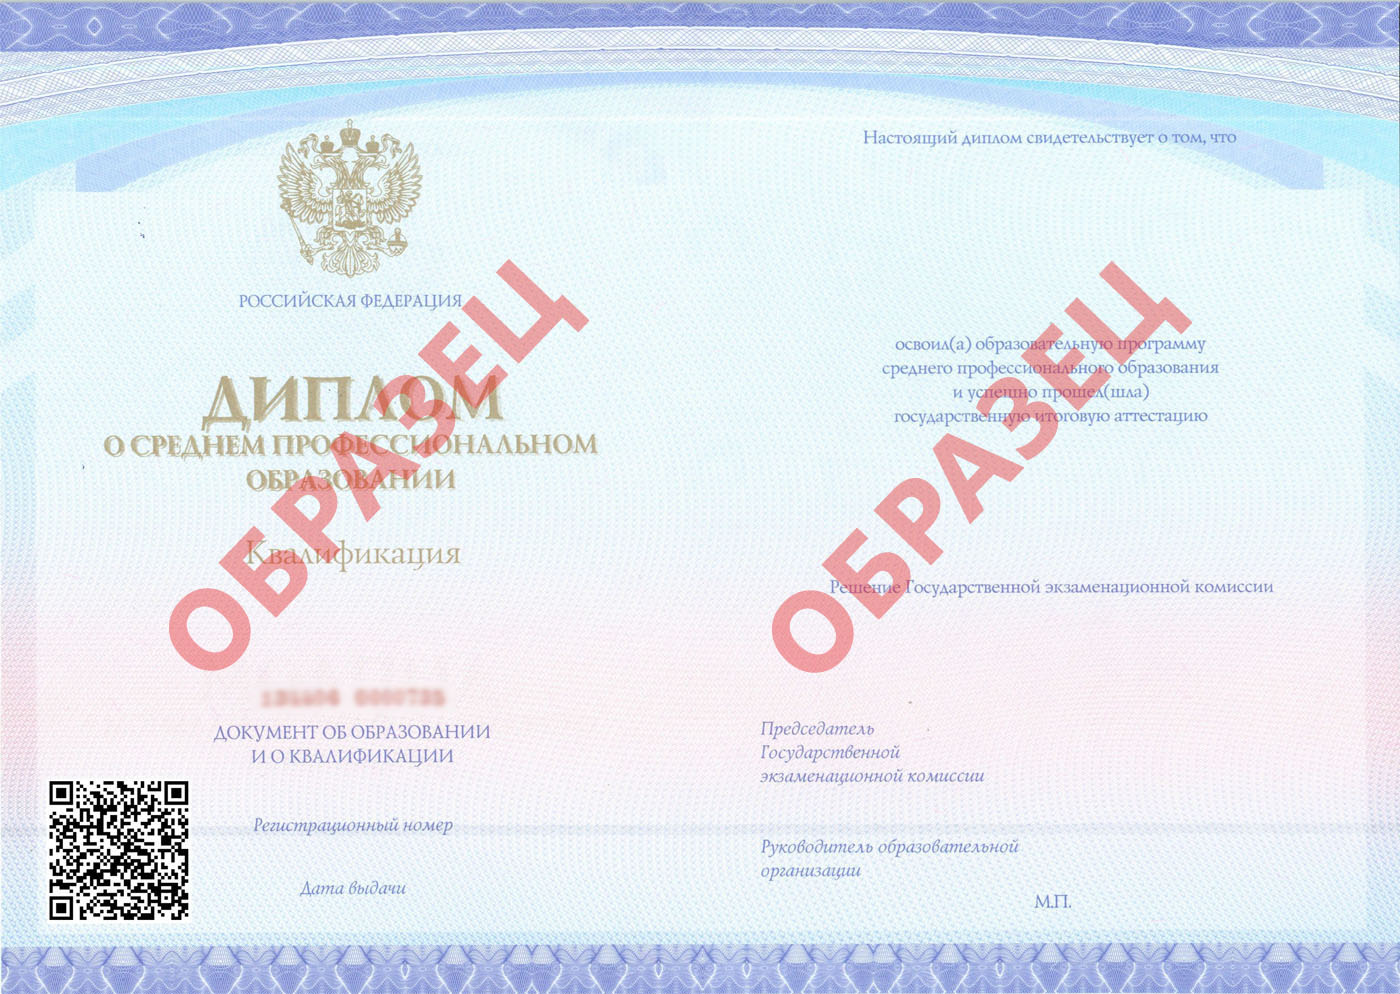 РОССИЙСКАЯ ФЕДЕРАЦИЯ
ДИПЛОМ
О СРЕДНЕМ ПРОФЕССИОНАЛЬНОМ
ОБРАЗОВАНИИ
Квалификация
ДОКУМЕНТ ОБ ОБРАЗОВАНИИ
И О КВАЛИФИКАЦИИ
Регистрационный номер
Дата выдачи
ОБРАЗЕЦ
Настоящий диплом свидетельствует о том, что
освоил(а) образовательную программу
среднего профессионального образования
и успешно прошел(шла)
государственную итоговую аттестацию
Решение Государственной экзаменационной комиссии
Председатель
Государственной
экзаменационной комиссии
Руководитель образовательной
организации
М.П.
ОБРАЗЕЦ